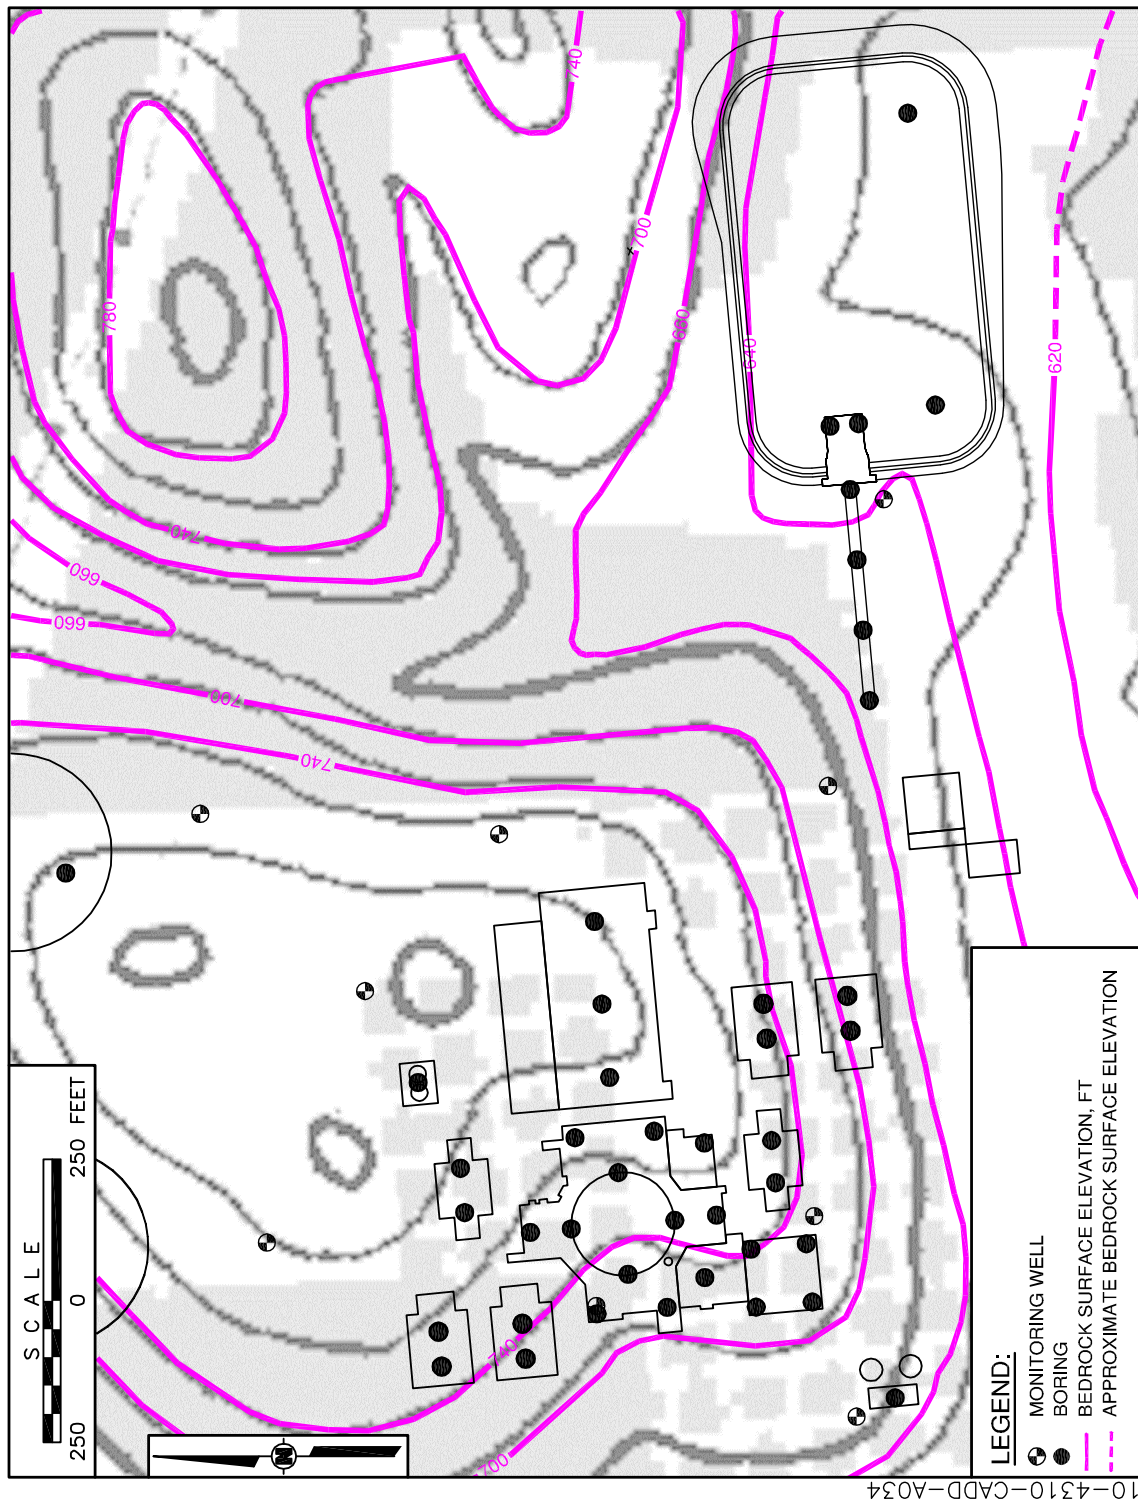 SCALE
250 0 250 FEET
LEGEND:
MONITORING WELL
BORING
BEDROCK SURFACE ELEVATION, FT
APPROXIMATE BEDROCK SURFACE ELEVATION
10-4310-CADD-A034
N
780
740
740
700
680
640
620
660
660
700
740
740
700
x